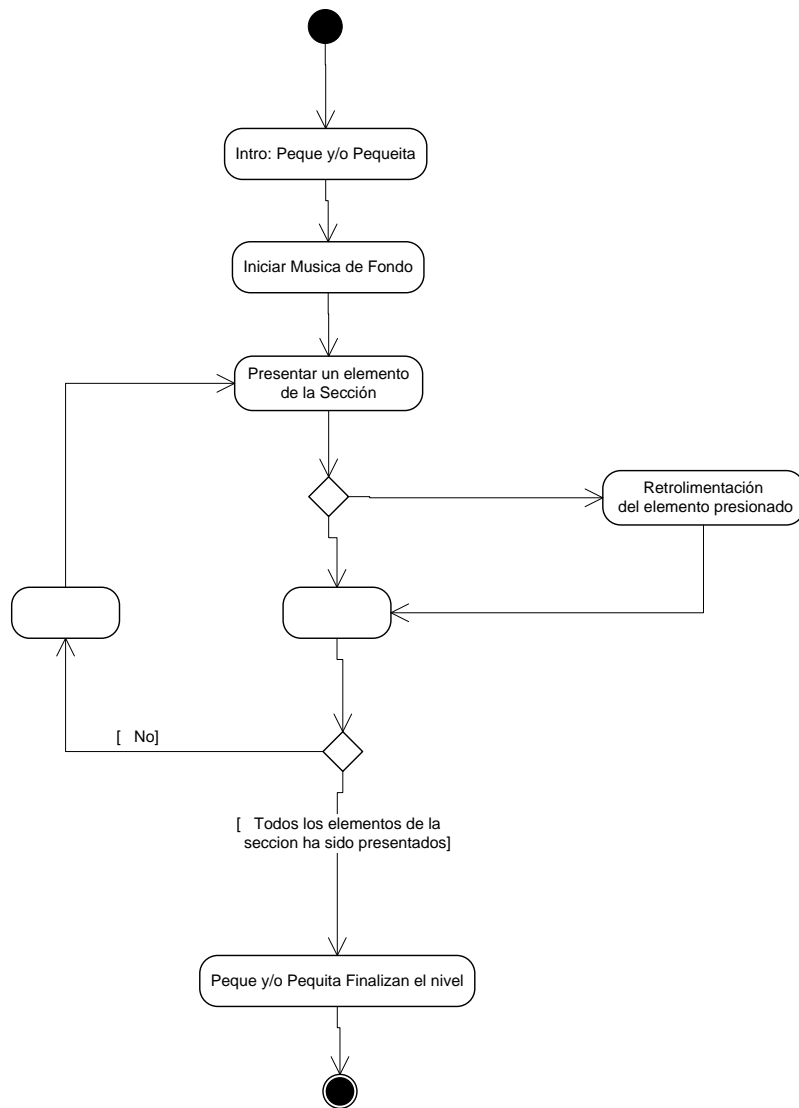 Intro: Peque y/o Pequeita
Iniciar Musica de Fondo
Presentar un elemento
de la Sección
Retrolimentación
del elemento presionado
[ No]
[ Todos los elementos de la
seccion ha sido presentados]
Peque y/o Pequita Finalizan el nivel